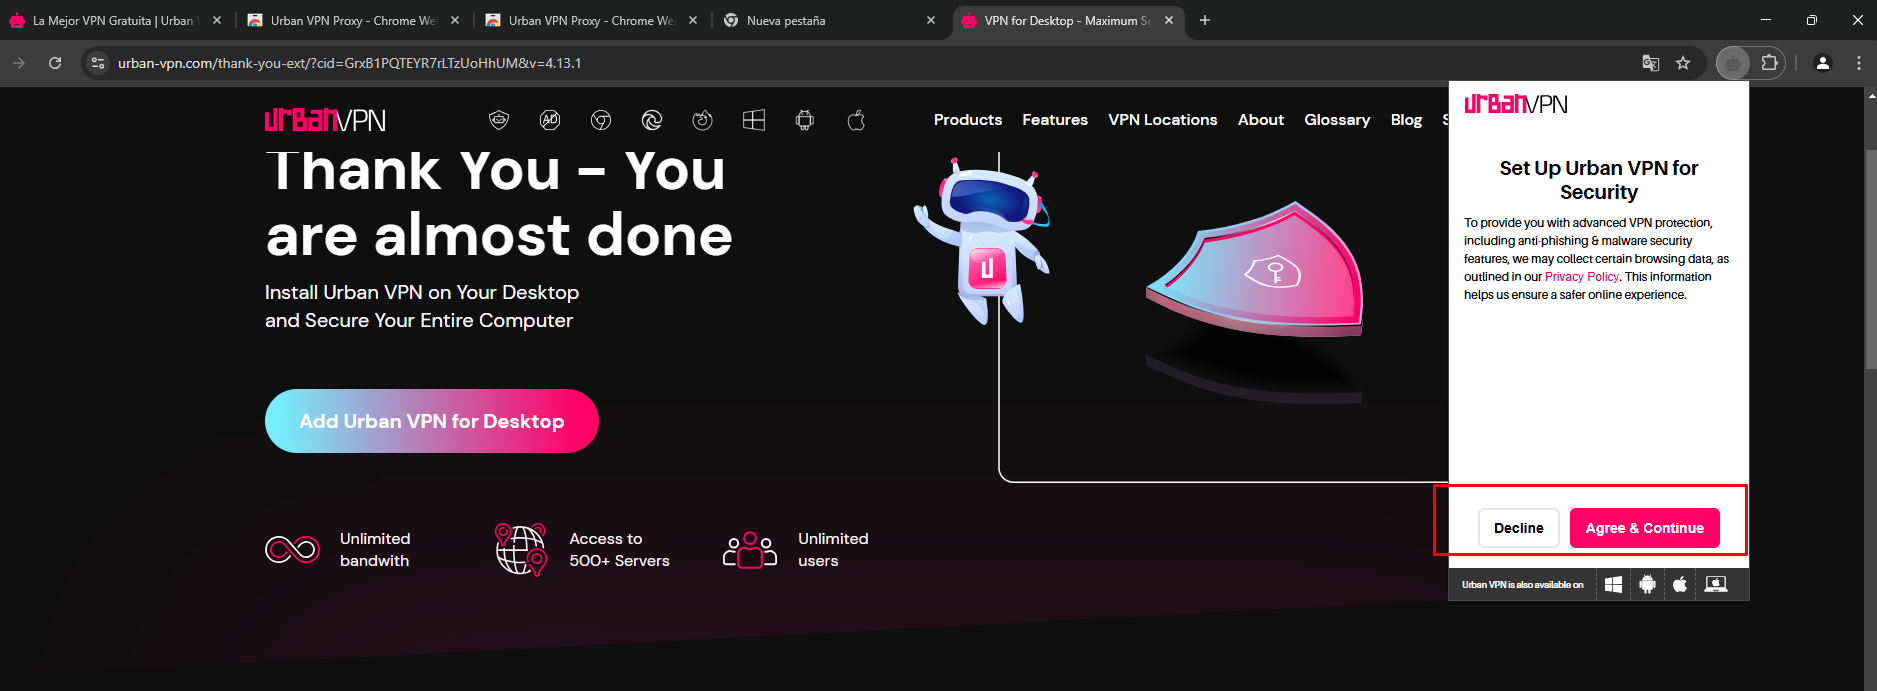 La Mejor VPN Gratuita | Urban
Urban VPN Proxy - Chrome We
Urban VPN Proxy - Chrome We
Nueva pestaña
VPN for Desktop - Maximum Se
urban-vpn.com/thank-you-ext/?cid=GrxB1PQTEYR7rLTzUoHhUM&v=4.13.1
urbanVPN
AD
Products Features VPN Locations About Glossary Blog S
Thank You – You
are almost done
Install Urban VPN on Your Desktop
and Secure Your Entire Computer
Add Urban VPN for Desktop
Unlimited
bandwith
Access to
500+ Servers
Unlimited
users
U
urbanVPN
Set Up Urban VPN for
Security
To provide you with advanced VPN protection,
including anti-phishing & malware security
features, we may collect certain browsing data, as
outlined in our Privacy Policy. This information
helps us ensure a safer online experience.
Decline
Agree & Continue
Urban VPN is also available on